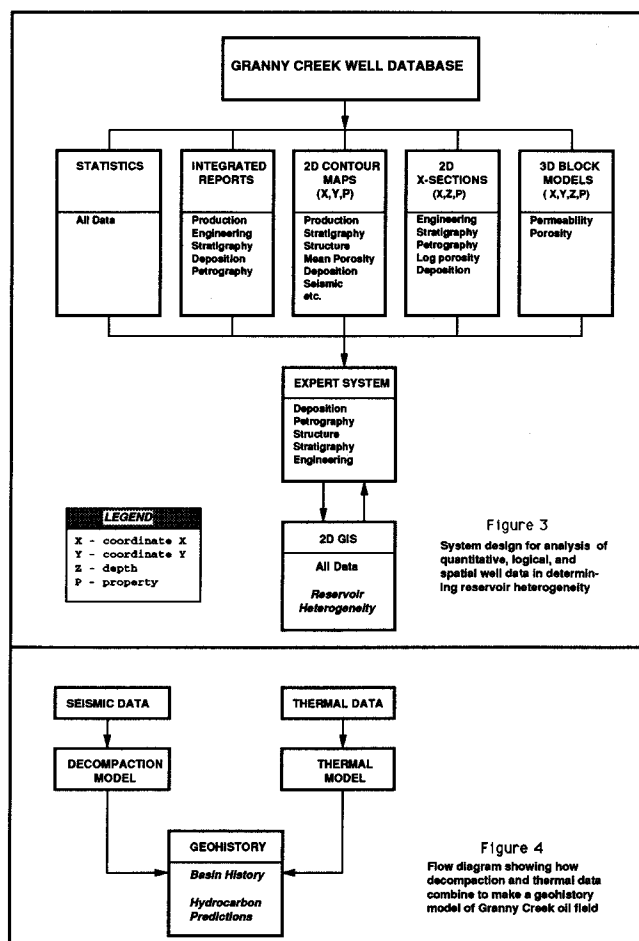 GRANNY CREEK WELL DATABASE
STATISTICS
All Data
INTEGRATED
REPORTS
Production
Engineering
Stratigraphy
Deposition
Petrography
2D CONTOUR
MAPS
(X,Y,P)
Production
Stratigraphy
Structure
Mean Porosity
Deposition
Seismic
etc.
2D
X-SECTIONS
(X,Z,P)
Engineering
Stratigraphy
Petrography
Log porosity
Deposition
3D BLOCK
MODELS
( X,Y,Z,P)
Permeability
Porosity
EXPERT SYSTEM
Deposition
Petrography
Structure
Stratigraphy
Engineering
LEGEND
X - coordinate X
Y - coordinate Y
Z - depth
P - property
2D GIS
All Data
Reservoir
Heterogeneity
Figure 3
System design for analysis of
quantitative, logical, and
spatial well data in determin-
ing reservoir heterogeneity
SEISMIC DATA
THERMAL DATA
DECOMPACTION
MODEL
THERMAL
MODEL
GEOHISTORY
Basin History
Hydrocarbon
Predictions
Figure 4
Flow diagram showing how
decompaction and thermal data
combine to make a geohistory
model of Granny Creek oil field